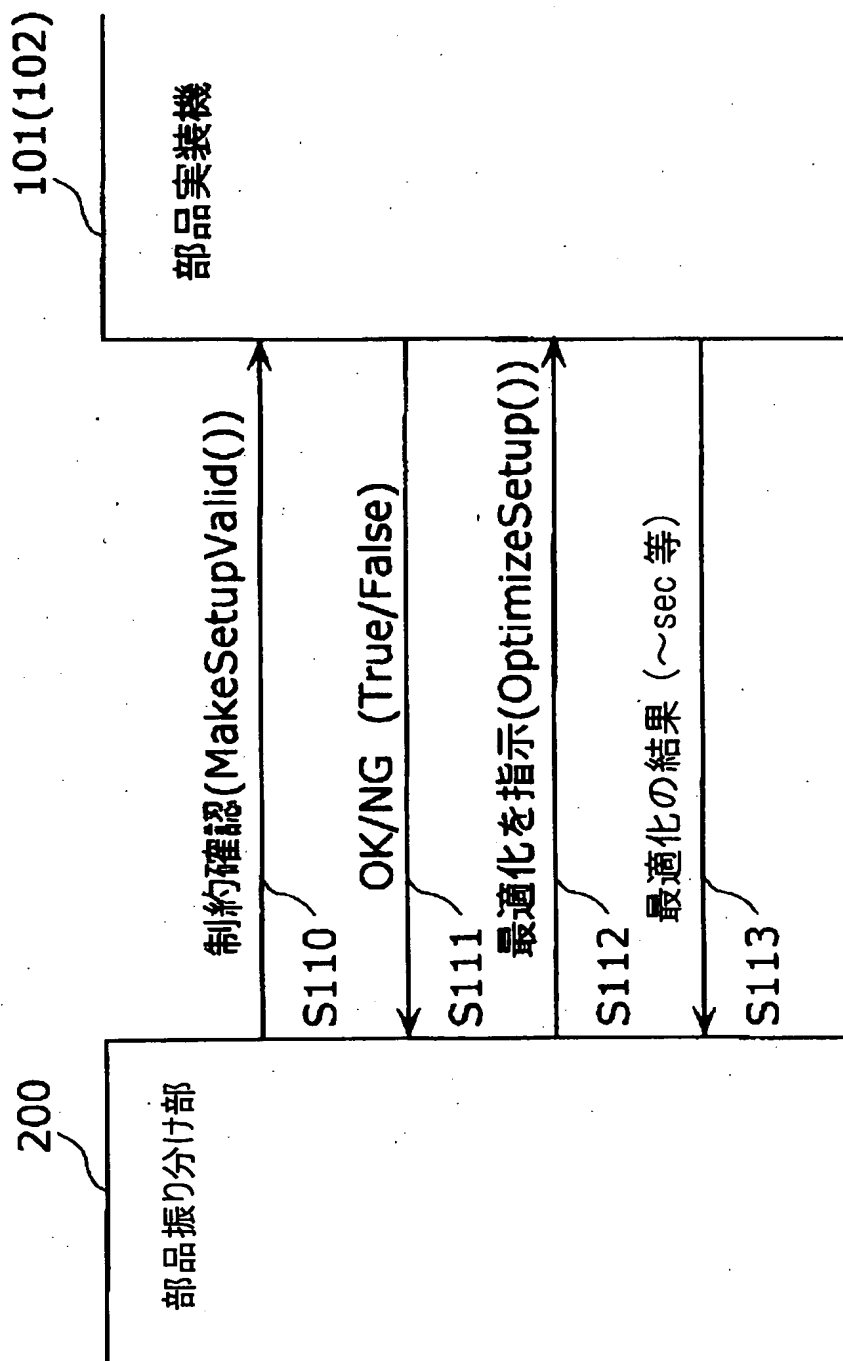 200
部品振り分け部
101(102)
部品実装機
制約確認(MakeSetupValid())
S110
OK/NG (True/False)
S111
最適化を指示(OptimizeSetup())
S112
最適化の結果 (～sec 等)
S113